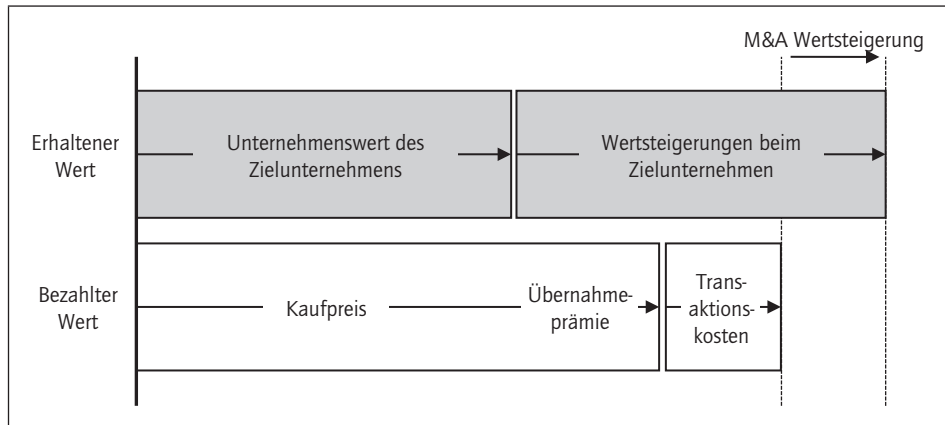 M&A Wertsteigerung
Erhaltener
Wert
Unternehmenswert des
Zielunternehmens
Wertsteigerungen beim
Zielunternehmen
Bezahlter
Wert
Kaufpreis
Übernahme-
prämie
Trans-
aktions-
kosten